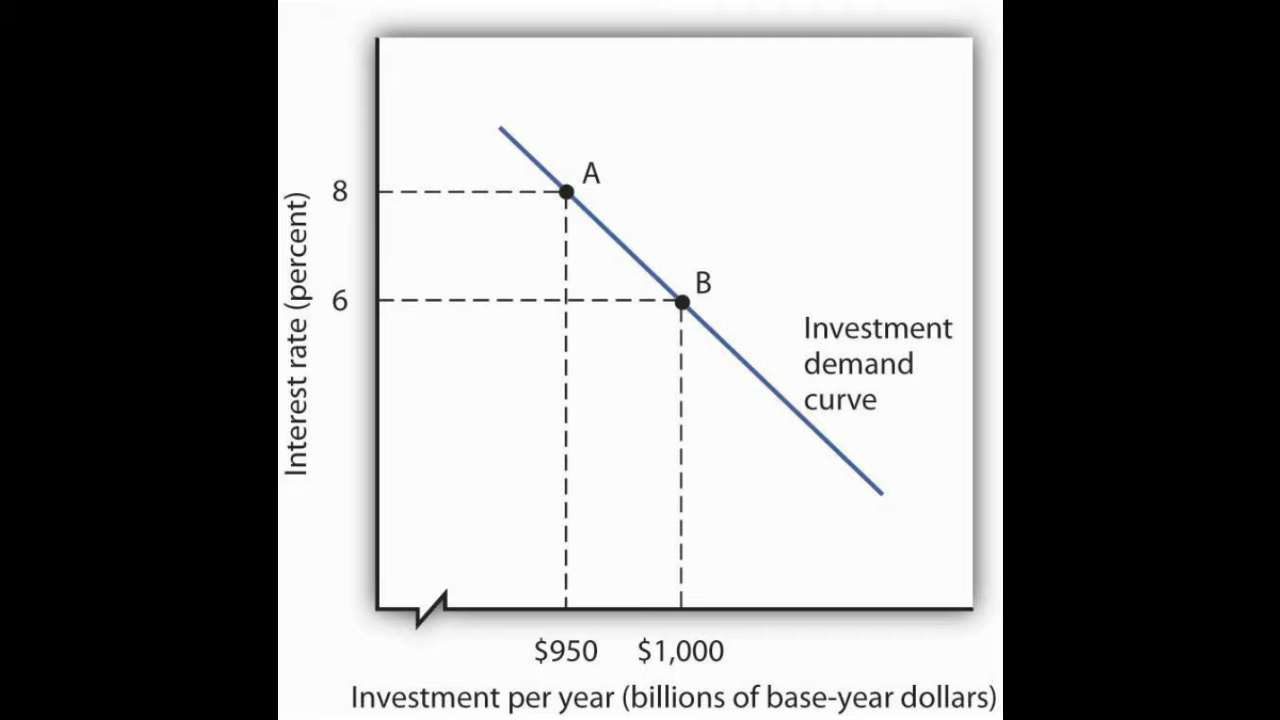 A
8
B
6
Investment
demand
curve
Interest rate (percent)
$950 $1,000
Investment per year (billions of base-year dollars)